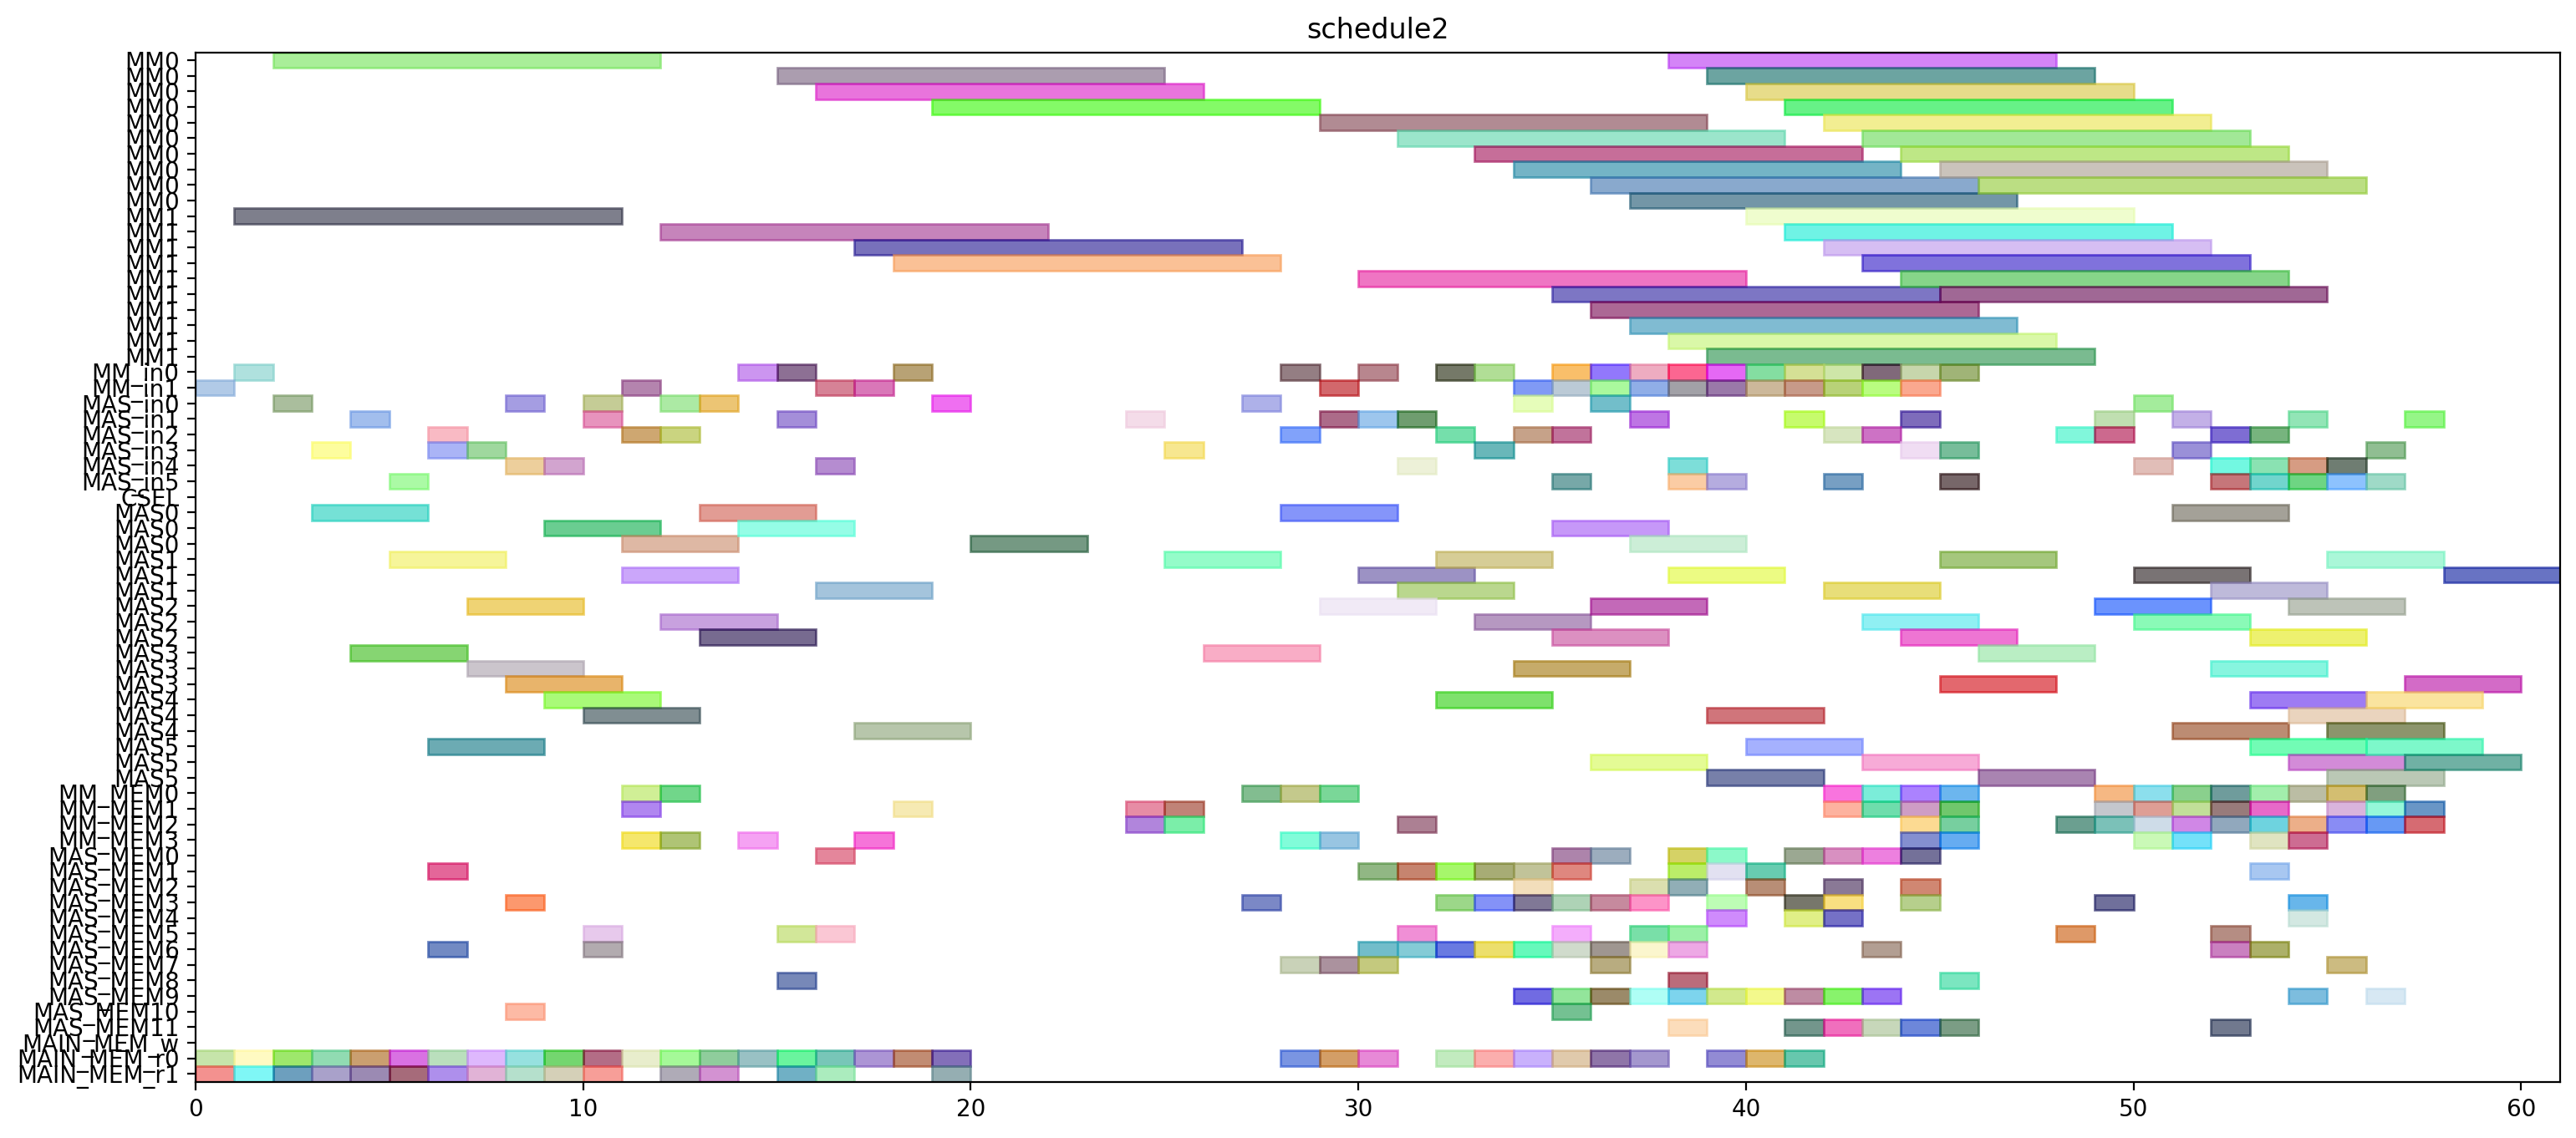 schedule2
MM0
MM0
MM0
MM0
MM0
MM0
MM0
MM0
MM0
MM0
MM1
MM1
MM1
MM1
MM1
MM1
MM1
MM1
MM1
MM1
MM_in0
MM_in1
MAS_in0
MAS_in1
MAS_in2
MAS_in3
MAS_in4
MAS_in5
CSEL
MAS0
MAS0
MAS0
MAS1
MAS1
MAS1
MAS2
MAS2
MAS2
MAS3
MAS3
MAS3
MAS4
MAS4
MAS4
MAS5
MAS5
MAS5
MM_MEM0
MM_MEM1
MM_MEM2
MM_MEM3
MAS_MEM0
MAS_MEM1
MAS_MEM2
MAS_MEM3
MAS_MEM4
MAS_MEM5
MAS_MEM6
MAS_MEM7
MAS_MEM8
MAS_MEM9
MAS_MEM10
MAS_MEM11
MAIN_MEM_w
MAIN_MEM_r0
MAIN_MEM_r1
0 10 20 30 40 50 60